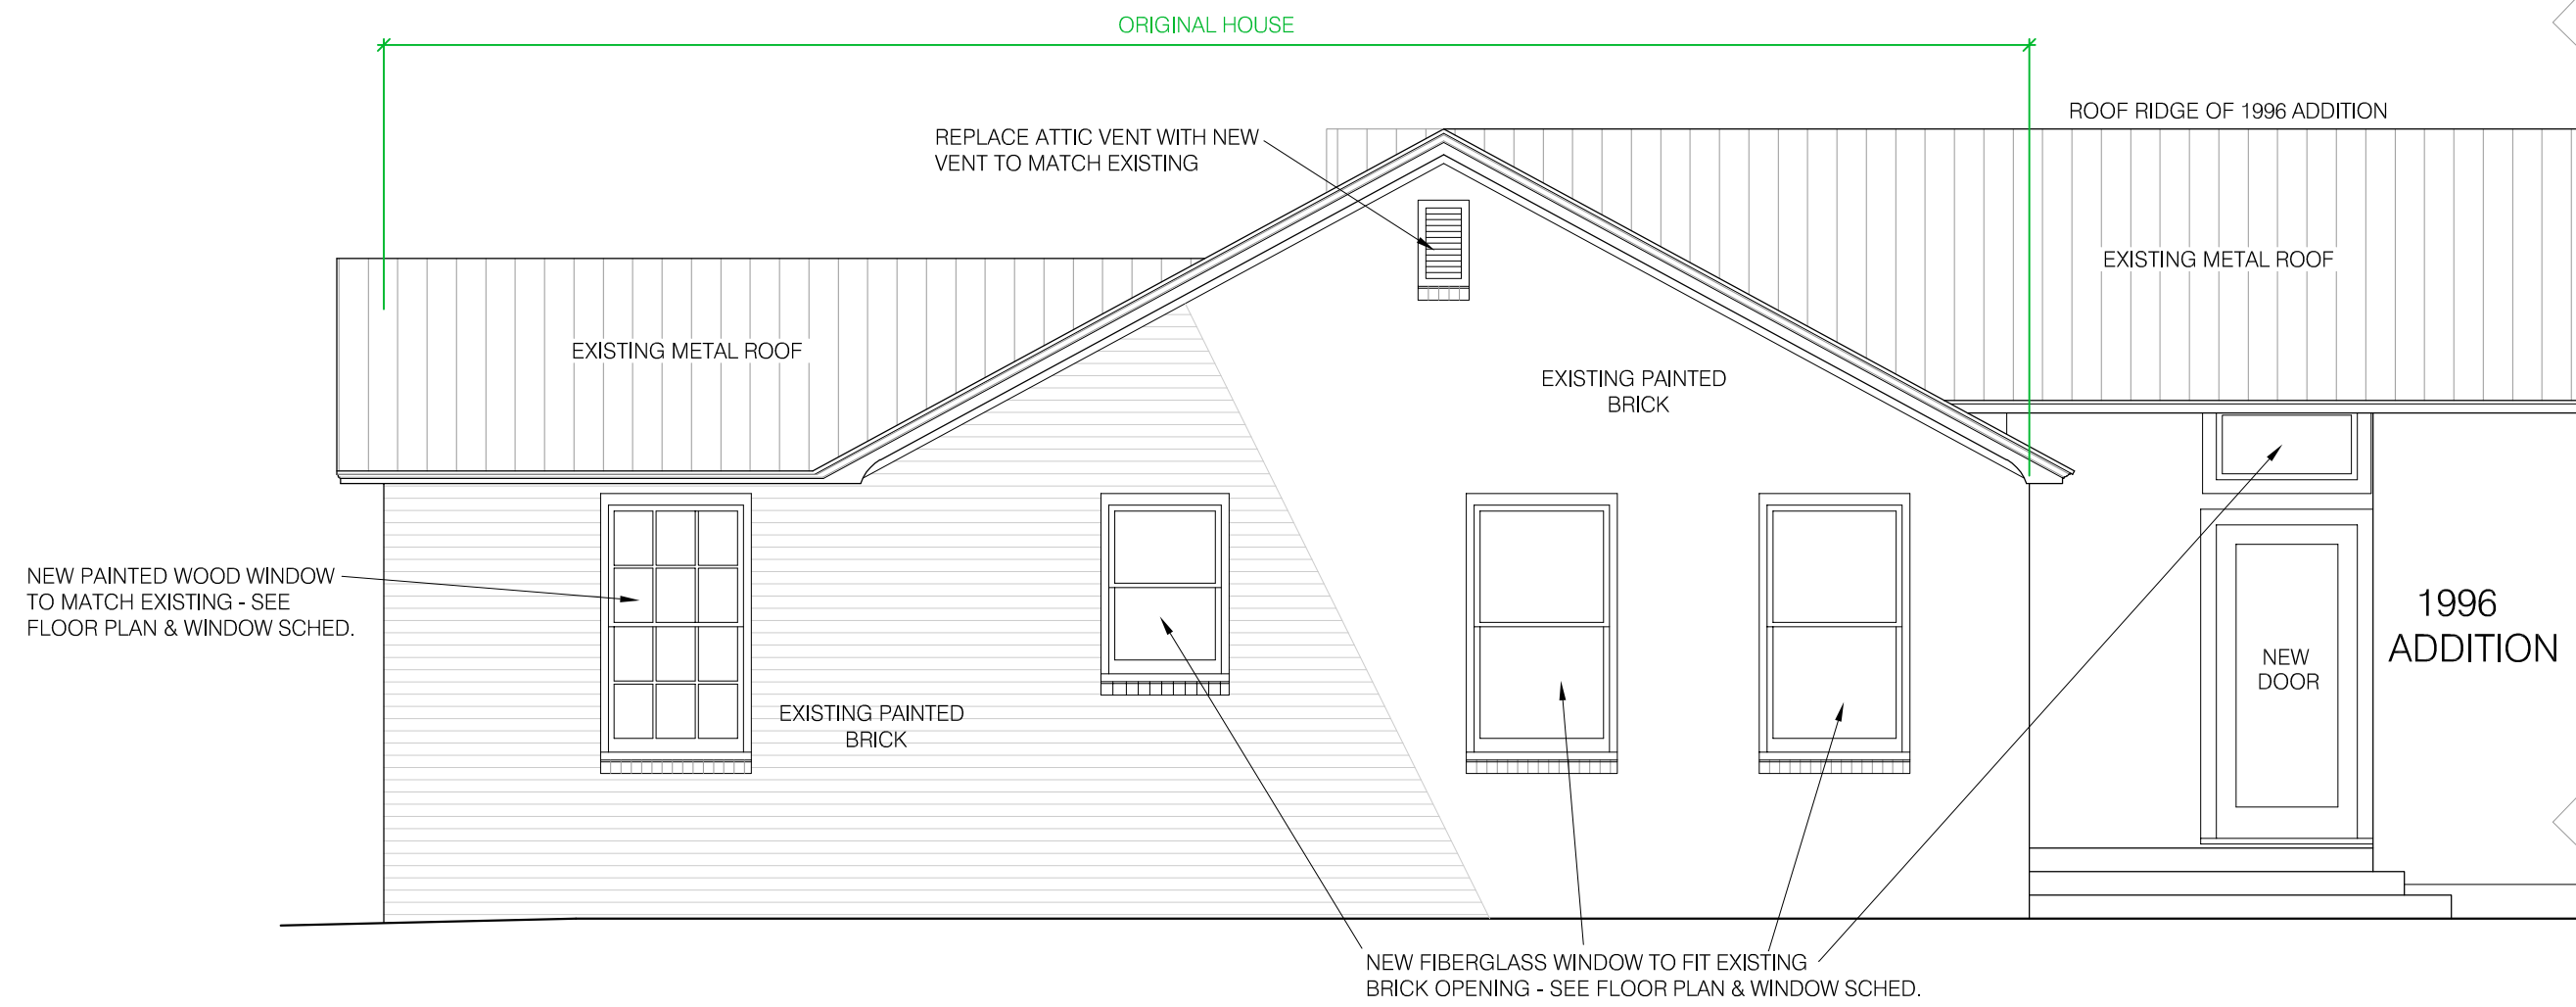 ORIGINAL HOUSE
ROOF RIDGE OF 1996 ADDITION
REPLACE ATTIC VENT WITH NEW
VENT TO MATCH EXISTING
EXISTING METAL ROOF
EXISTING METAL ROOF
EXISTING PAINTED
BRICK
NEW PAINTED WOOD WINDOW
TO MATCH EXISTING - SEE
FLOOR PLAN & WINDOW SCHED.
1996
ADDITION
NEW
DOOR
EXISTING PAINTED
BRICK
NEW FIBERGLASS WINDOW TO FIT EXISTING
BRICK OPENING - SEE FLOOR PLAN & WINDOW SCHED.